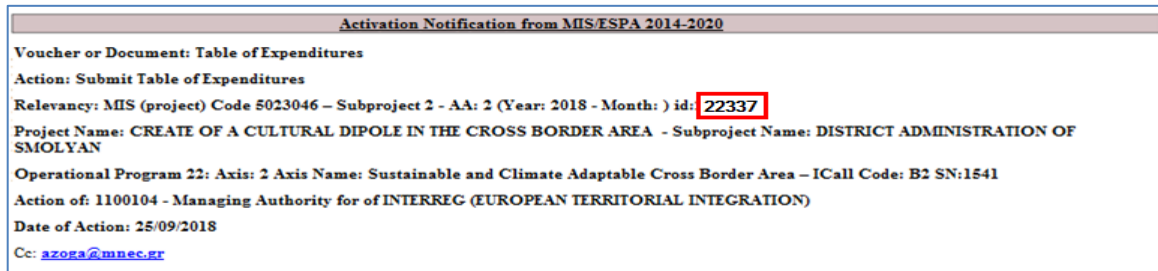 Activation Notification from MIS/ESPA 2014-2020
Voucher or Document: Table of Expenditures
Action: Submit Table of Expenditures
Relevancy: MIS (project) Code 5023046 – Subproject 2 - AA: 2 (Year: 2018 - Month: ) id: 22337
Project Name: CREATE OF A CULTURAL DIPOLE IN THE CROSS BORDER AREA - Subproject Name: DISTRICT ADMINISTRATION OF
SMOLYAN
Operational Program 22: Axis: 2 Axis Name: Sustainable and Climate Adaptable Cross Border Area – ICall Code: B2 SN:1541
Action of: 1100104 - Managing Authority for of INTERREG (EUROPEAN TERRITORIAL INTEGRATION)
Date of Action: 25/09/2018
Cc: azoga@mnec.gr